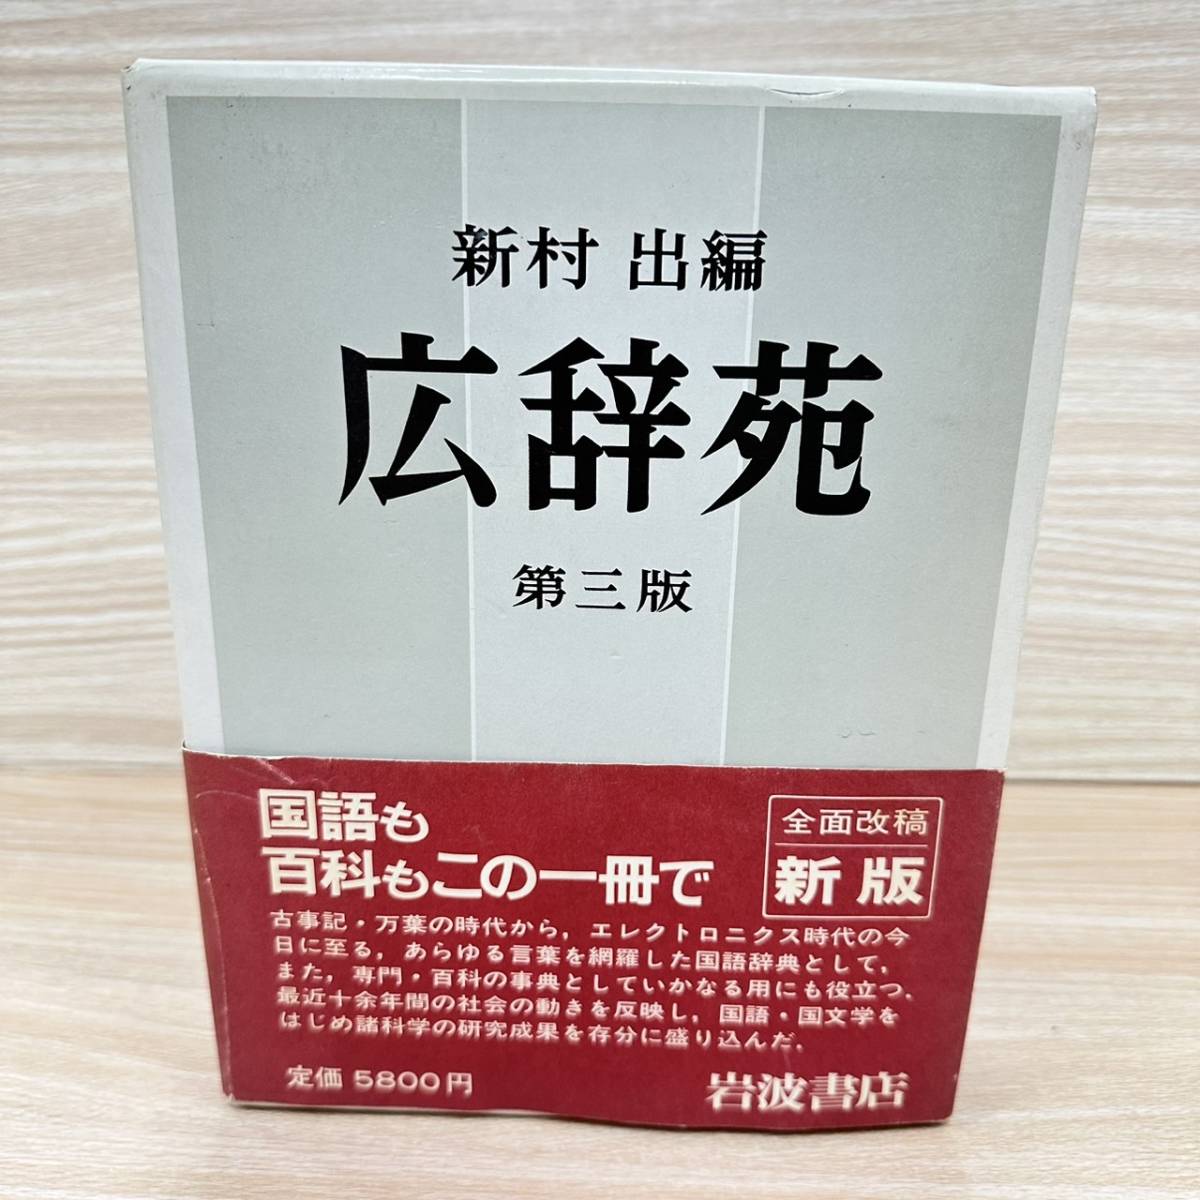 新村 出編
広辞苑
第三版
国語も
百科もこの一冊で
全面改稿
新版
古事記・万葉の時代から，エレクトロニクス時代の今
日に至る，あらゆる言葉を網羅した国語辞典として，
また，専門・百科の事典としていかなる用にも役立つ．
最近十余年間の社会の動きを反映し，国語・国文学を
はじめ諸科学の研究成果を存分に盛り込んだ．
定価 5800円
岩波書店